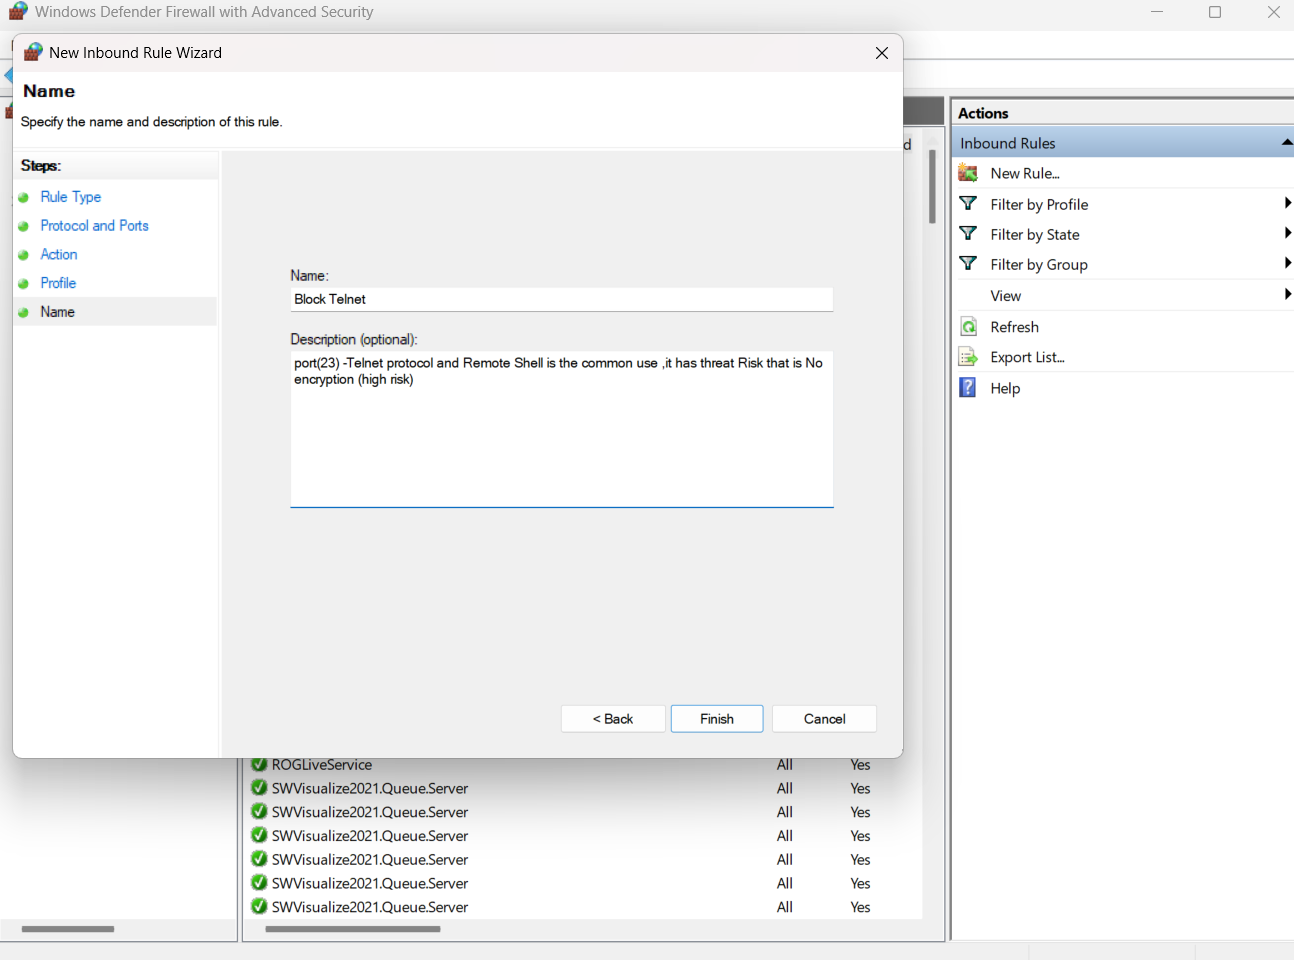 Windows Defender Firewall with Advanced Security
New Inbound Rule Wizard
Name
Specify the name and description of this rule.
Steps:
Rule Type
Protocol and Ports
Action
Profile
Name
Name:
Block Telnet
Description (optional):
port(23) -Telnet protocol and Remote Shell is the common use ,it has threat Risk that is No
encryption (high risk)
< Back
Finish
Cancel
d
ROGLiveService All Yes
SWVisualize2021.Queue.Server All Yes
SWVisualize2021.Queue.Server All Yes
SWVisualize2021.Queue.Server All Yes
SWVisualize2021.Queue.Server All Yes
SWVisualize2021.Queue.Server All Yes
SWVisualize2021.Queue.Server All Yes
Actions
Inbound Rules
New Rule...
Filter by Profile
Filter by State
Filter by Group
View
Refresh
Export List...
Help